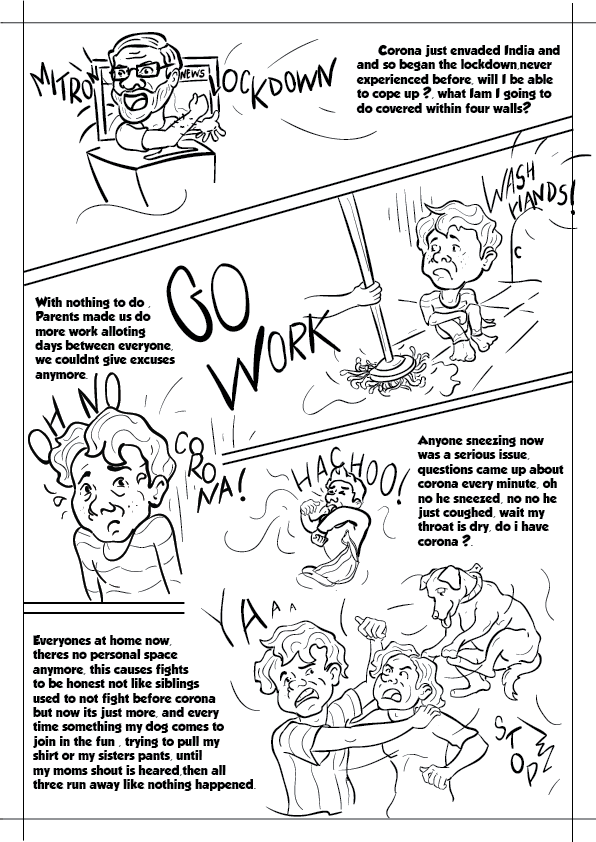 MITRON
NEWS
LOCKDOWN
Corona just envaded India and
and so began the lockdown,never
experienced before, will I be able
to cope up ?, what Iam I going to
do covered within four walls?
WASH
HANDS!
C
GO
WORK
With nothing to do ,
Parents made us do
more work alloting
days between everyone,
we couldnt give excuses
anymore.
OH NO
CO
RO
NA!
HACHOO!
Anyone sneezing now
was a serious issue,
questions came up about
corona every minute, oh
no he sneezed, no no he
just coughed, wait my
throat is dry, do i have
corona ?.
YAAA
Everyones at home now,
theres no personal space
anymore, this causes fights
to be honest not like siblings
used to not fight before corona
but now its just more, and every
time something my dog comes to
join in the fun , trying to pull my
shirt or my sisters pants, until
my moms shout is heared,then all
three run away like nothing happened.
STOP